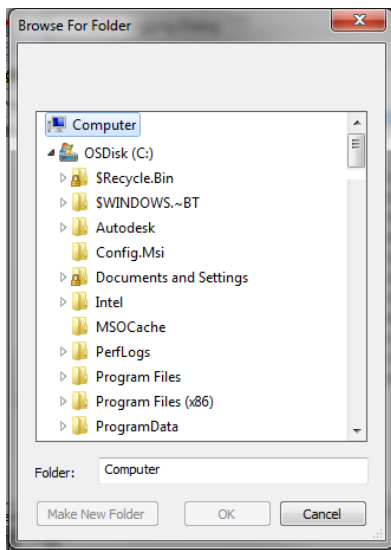 Browse For Folder
Computer
OSDisk (C:)
$Recycle.Bin
$WINDOWS.~BT
Autodesk
Config.Msi
Documents and Settings
Intel
MSOCache
PerfLogs
Program Files
Program Files (x86)
ProgramData
Folder: Computer
Make New Folder OK Cancel